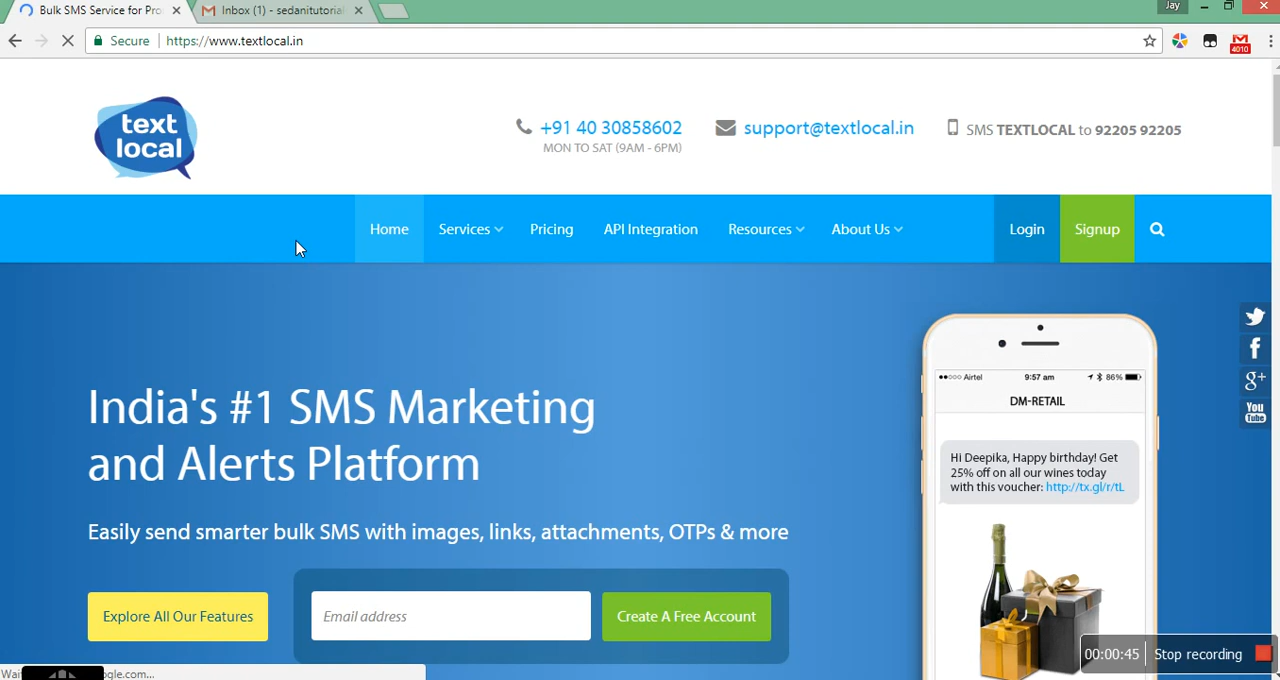 Bulk SMS Service for Pro
Inbox (1) - sedanitutorial
Jay
Secure
https://www.textlocal.in
4010
text
local
+91 40 30858602
MON TO SAT (9AM - 6PM)
support@textlocal.in
SMS TEXTLOCAL to 92205 92205
Home
Services
Pricing
API Integration
Resources
About Us
Login
Signup
India's #1 SMS Marketing
and Alerts Platform
Easily send smarter bulk SMS with images, links, attachments, OTPs & more
Explore All Our Features
Email address
Create A Free Account
Airtel
9:57 am
86%
DM-RETAIL
Hi Deepika, Happy birthday! Get
25% off on all our wines today
with this voucher: http://tx.gl/r/tL
g+
You
Tube
00:00:45
Stop recording